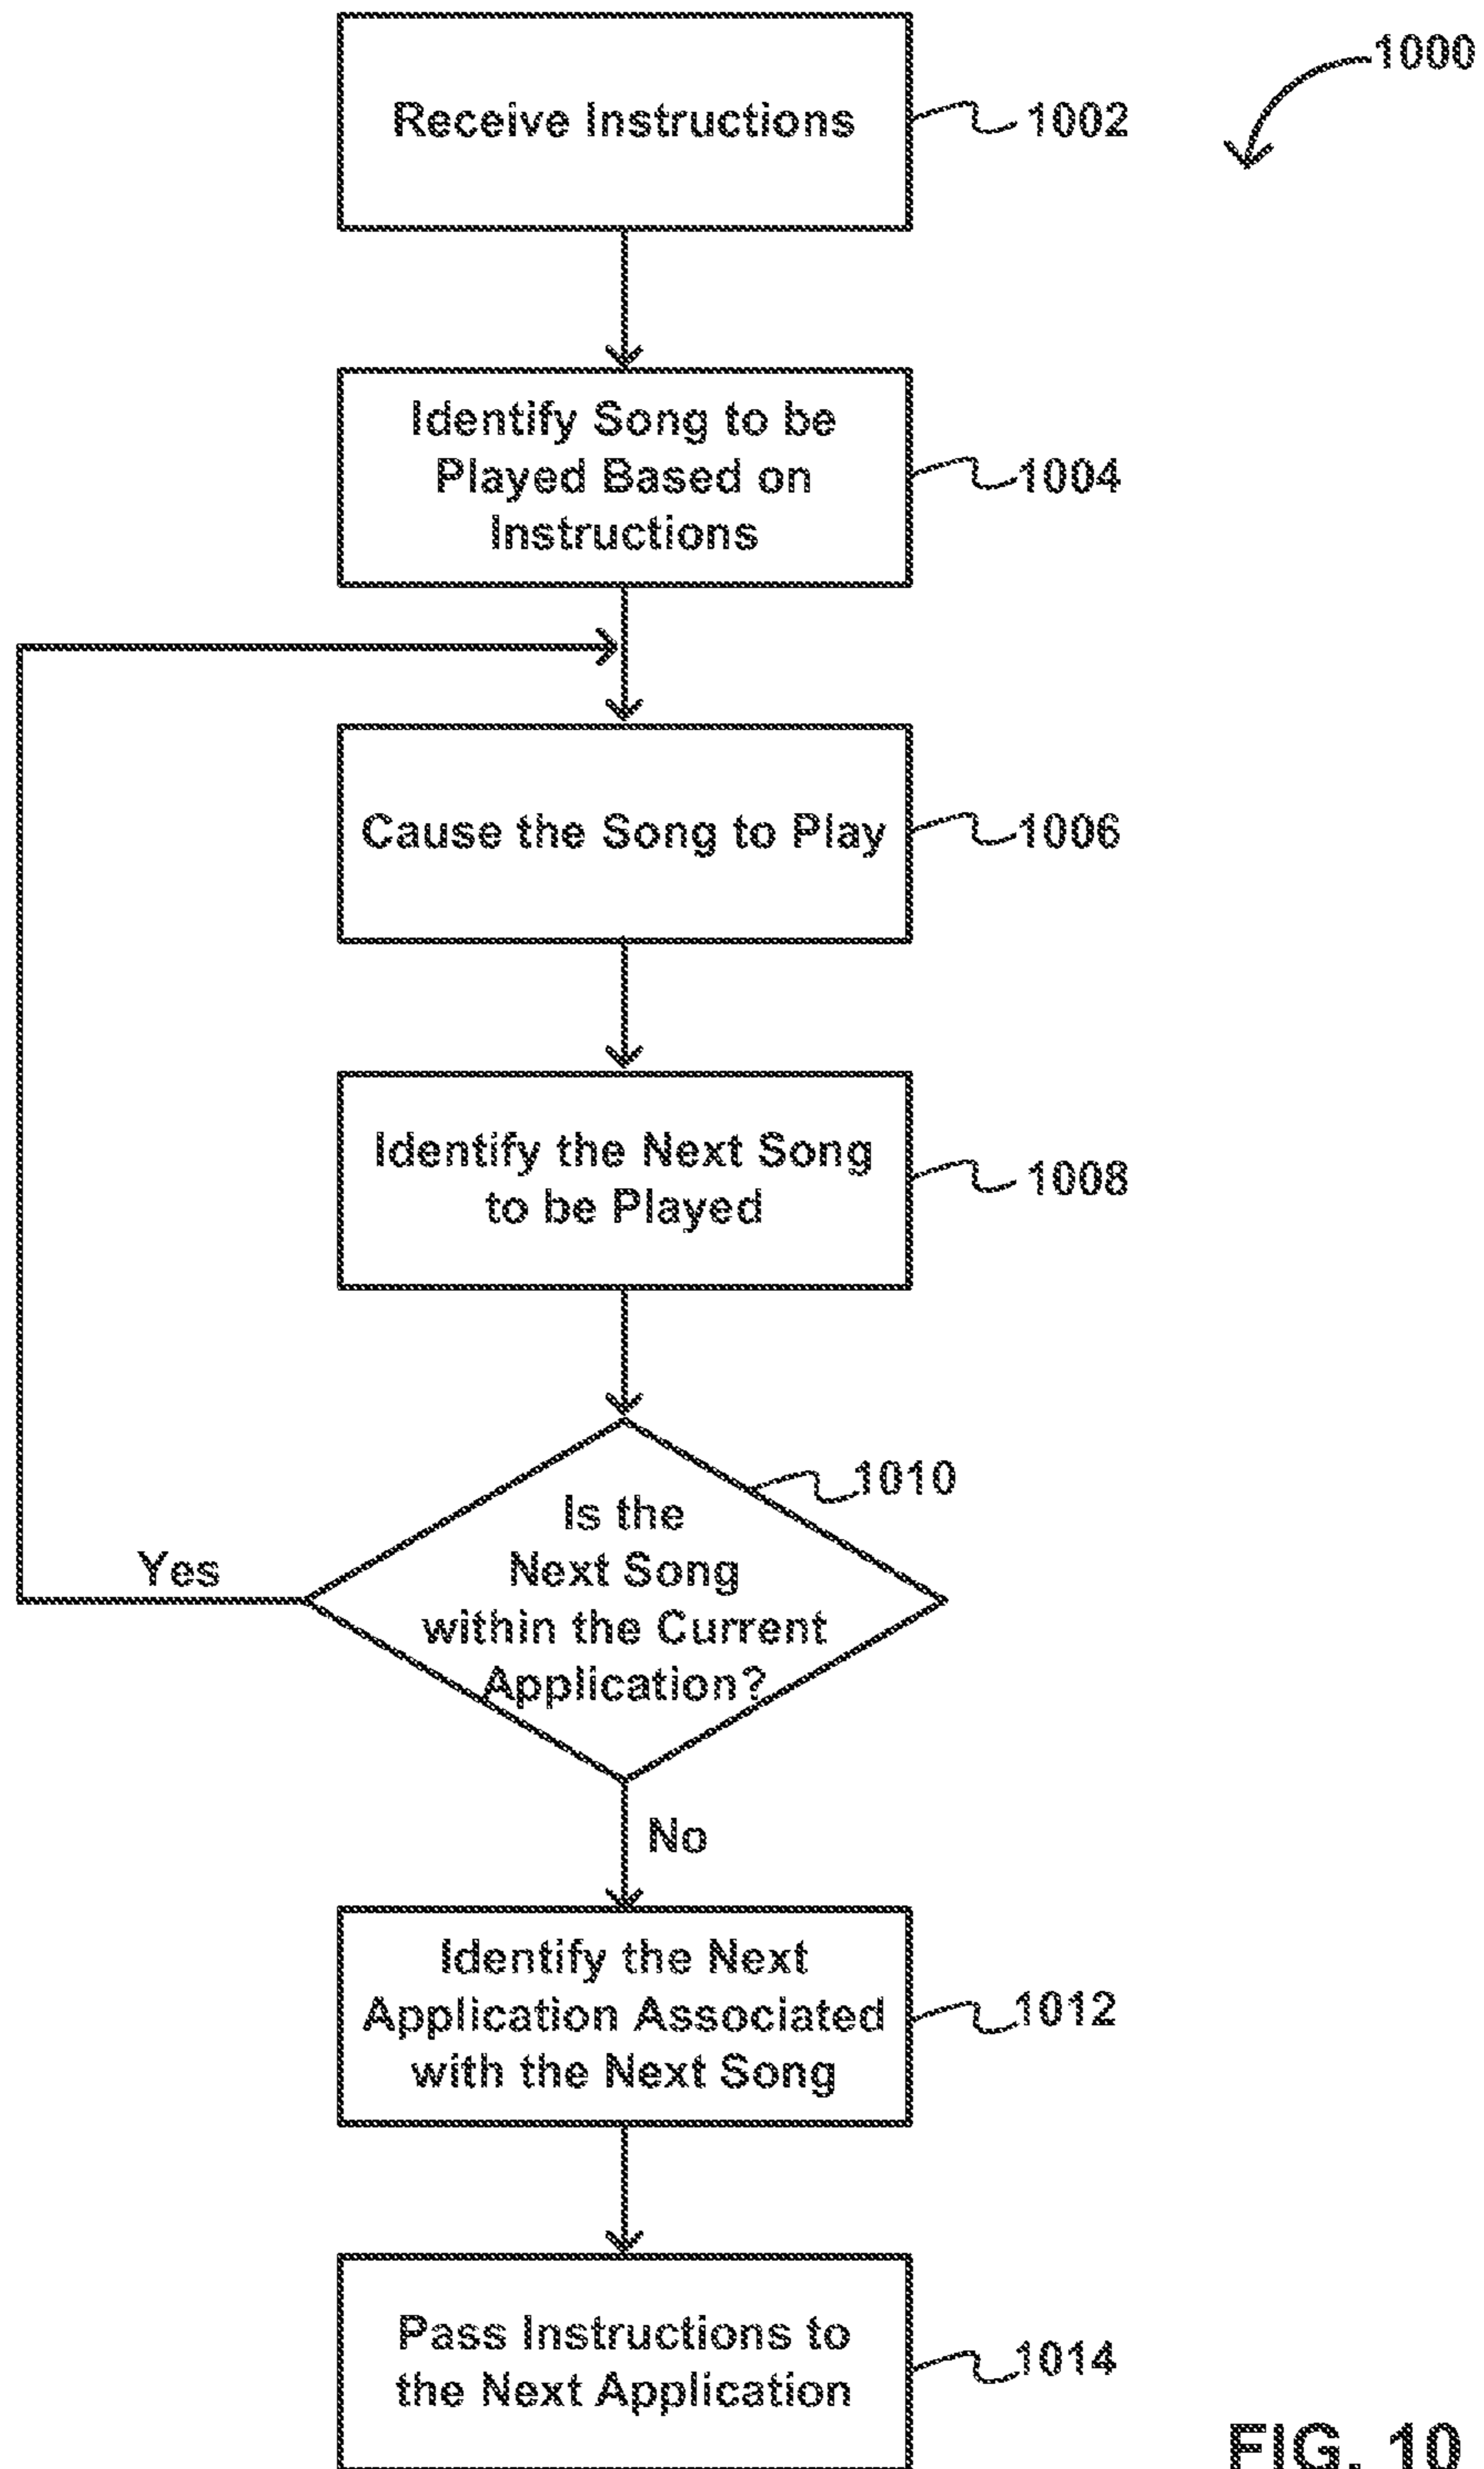 1000
Receive Instructions
1002
Identify Song to be
Played Based on
Instructions
1004
Cause the Song to Play
1006
Identify the Next Song
to be Played
1008
1010
Is the
Next Song
within the Current
Application?
Yes
No
Identify the Next
Application Associated
with the Next Song
1012
Pass Instructions to
the Next Application
1014
FIG. 10